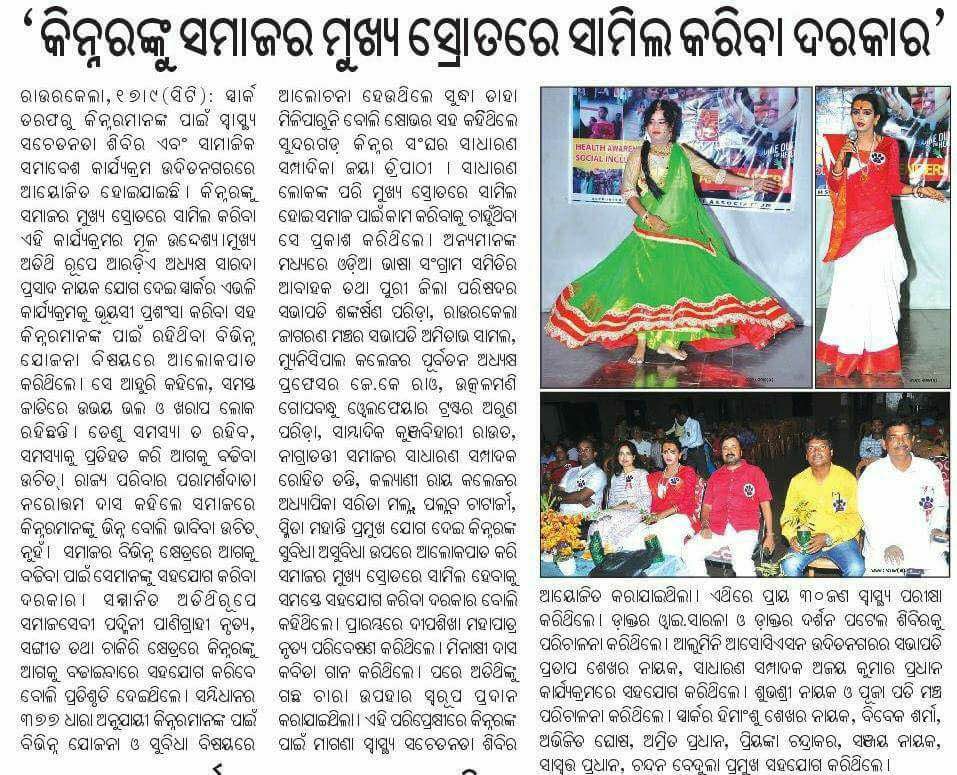 ‘କିନ୍ନରଙ୍କୁ ସମାଜର ମୁଖ୍ୟ ସ୍ରୋତରେ ସାମିଲ କରିବା ଦରକାର’
ରାଉରକେଲା,୧୭।୯(ସିଟି): ସ୍ପାର୍କ
ତରଫରୁ କିନ୍ନରମାନଙ୍କ ପାଇଁ ସ୍ୱାସ୍ଥ୍ୟ
ସଚେତନତା ଶିବିର ଏବଂ ସାମାଜିକ
ସମାବେଶ କାର୍ଯ୍ୟକ୍ରମ ଉଦିତନଗରରେ
ଆୟୋଜିତ ହୋଇଯାଇଛି। କିନ୍ନରଙ୍କୁ
ସମାଜର ମୁଖ୍ୟ ସ୍ରୋତରେ ସାମିଲ କରିବା
ଏହି କାର୍ଯ୍ୟକ୍ରମର ମୂଳ ଉଦ୍ଦେଶ୍ୟ।ମୁଖ୍ୟ
ଅତିଥି ରୂପେ ଆରଡ଼ିଏ ଅଧ୍ୟକ୍ଷ ସାରଦା
ପ୍ରସାଦ ନାୟକ ଯୋଗ ଦେଇ ସ୍ପାର୍କର ଏଭଳି
କାର୍ଯ୍ୟକ୍ରମକୁ ଭୂୟସୀ ପ୍ରଶଂସା କରିବା ସହ
କିନ୍ନରମାନଙ୍କ ପାଇଁ ରହିଥିବା ବିଭିନ୍ନ
ଯୋଜନା ବିଷୟରେ ଆଲୋକପାତ
କରିଥିଲେ। ସେ ଆହୁରି କହିଲେ, ସମସ୍ତ
ଜାତିରେ ଉଭୟ ଭଲ ଓ ଖରାପ ଲୋକ
ରହିଛନ୍ତି। ତେଣୁ ସମସ୍ୟା ତ ରହିବ,
ସମସ୍ୟାକୁ ପ୍ରତିହତ କରି ଆଗକୁ ବଢିବା
ଉଚିତ୍। ରାଜ୍ୟ ପରିବାର ପରାମର୍ଶଦାତା
ନରୋତ୍ତମ ଦାସ କହିଲେ ସମାଜରେ
କିନ୍ନରମାନଙ୍କୁ ଭିନ୍ନ ବୋଲି ଭାବିବା ଉଚିତ୍
ନୁହଁ। ସମାଜର ବିଭିନ୍ନ କ୍ଷେତ୍ରରେ ଆଗକୁ
ବଢିବା ପାଇଁ ସେମାନଙ୍କୁ ସହଯୋଗ କରିବା
ଦରକାର। ସମ୍ମାନିତ ଅତିଥିରୂପେ
ସମାଜସେବୀ ପଦ୍ମିନୀ ପାଣିଗ୍ରାହୀ ନୃତ୍ୟ,
ସଙ୍ଗୀତ ତଥା ଚାକିରି କ୍ଷେତ୍ରରେ କିନ୍ନରଙ୍କୁ
ଆଗକୁ ବଢାଇବାରେ ସହଯୋଗ କରିବେ
ବୋଲି ପ୍ରତିଶୃତି ଦେଇଥିଲେ। ସମ୍ବିଧାନର
୩୭୭ ଧାରା ଅନୁଯାୟୀ କିନ୍ନରମାନଙ୍କ ପାଇଁ
ବିଭିନ୍ନ ଯୋଜନା ଓ ସୁବିଧା ବିଷୟରେ
ଆଲୋଚନା ହେଉଥିଲେ ସୁଦ୍ଧା ତାହା
ମିଳିପାରୁନି ବୋଲି କ୍ଷୋଭର ସହ କହିଥିଲେ
ସୁନ୍ଦରଗଡ଼ କିନ୍ନର ସଂଘର ସାଧାରଣ
ସମ୍ପାଦିକା ଜୟା ତ୍ରିପାଠୀ । ସାଧାରଣ
ଲୋକଙ୍କ ପରି ମୁଖ୍ୟ ସ୍ରୋତରେ ସାମିଲ
ହୋଇ ସମାଜ ପାଇଁ କାମ କରିବାକୁ ଚାହୁଁଥିବା
ସେ ପ୍ରକାଶ କରିଥିଲେ। ଅନ୍ୟମାନଙ୍କ
ମଧ୍ୟରେ ଓଡ଼ିଆ ଭାଷା ସଂଗ୍ରାମ ସମିତିର
ଆବାହକ ତଥା ପୁରୀ ଜିଲା ପରିଷଦର
ସଭାପତି ଶଙ୍କର୍ଷଣ ପରିଡ଼ା, ରାଉରକେଲା
ଜାଗରଣ ମଞ୍ଚର ସଭାପତି ଅମିତାଭ ସାମଲ,
ମ୍ୟୁନିସିପାଲ କଲେଜର ପୂର୍ବତନ ଅଧ୍ୟକ୍ଷ
ପ୍ରଫେସର ଜେ.କେ ରାଓ, ଉତ୍କଳମଣି
ଗୋପବନ୍ଧୁ ୱେଲଫେୟାର ଟ୍ରଷ୍ଟର ଅରୁଣ
ପରିଡ଼ା, ସାମ୍ବାଦିକ କୁଞ୍ଜବିହାରୀ ରାଉତ,
ନାଗ୍ରାତନ୍ତୀ ସମାଜର ସାଧାରଣ ସମ୍ପାଦକ
ରୋହିତ ତନ୍ତି, କଲ୍ୟାଣୀ ରାୟ କଲେଜର
ଅଧ୍ୟାପିକା ସରିତା ମଲ୍ଲ, ପଲ୍ଲବ ଚାଟାର୍ଜୀ,
ସ୍ମିତା ମହାନ୍ତି ପ୍ରମୁଖ ଯୋଗ ଦେଇ କିନ୍ନରଙ୍କ
ସୁବିଧା ଅସୁବିଧା ଉପରେ ଆଲୋକପାତ କରି
ସମାଜର ମୁଖ୍ୟ ସ୍ରୋତରେ ସାମିଲ ହେବାକୁ
ସମସ୍ତେ ସହଯୋଗ କରିବା ଦରକାର ବୋଲି
କହିଥିଲେ। ପ୍ରାରମ୍ଭରେ ଦୀପଶିଖା ମହାପାତ୍ର
ନୃତ୍ୟ ପରିବେଷଣ କରିଥିଲେ। ମିନାକ୍ଷୀ ଦାସ
କବିତା ଗାନ କରିଥିଲେ। ପରେ ଅତିଥିଙ୍କୁ
ଗଛ ଚାରା ଉପହାର ସ୍ୱରୂପ ପ୍ରଦାନ
କରାଯାଇଥିଲା। ଏହି ପରିପ୍ରେକ୍ଷୀରେ କିନ୍ନରଙ୍କ
ପାଇଁ ମାଗଣା ସ୍ୱାସ୍ଥ୍ୟ ସଚେତନତା ଶିବିର
HEALTH AWARE
SOCIAL INCLU
ASSOCIATION
ଆୟୋଜିତ କରାଯାଇଥିଲା। ଏଥିରେ ପ୍ରାୟ ୩୦ଜଣ ସ୍ୱାସ୍ଥ୍ୟ ପରୀକ୍ଷା
କରିଥିଲେ। ଡ଼ାକ୍ତର ଓ୍ବାଇ.ସାରଳା ଓ ଡ଼ାକ୍ତର ଦର୍ଶନ ପଟେଲ ଶିବିରକୁ
ପରିଚାଳନା କରିଥିଲେ। ଆଲୁମିନି ଆସୋସିଏସନ ଉଦିତନଗରର ସଭାପତି
ପ୍ରତାପ ଶେଖର ନାୟକ, ସାଧାରଣ ସମ୍ପାଦକ ଅଜୟ କୁମାର ପ୍ରଧାନ
କାର୍ଯ୍ୟକ୍ରମରେ ସହଯୋଗ କରିଥିଲେ। ଶୁଭଶ୍ରୀ ନାୟକ ଓ ପୂଜା ପତି ମଞ୍ଚ
ପରିଚାଳନା କରିଥିଲେ। ସ୍ପାର୍କର ହିମାଂଶୁ ଶେଖର ନାୟକ, ବିବେକ ଶର୍ମା,
ଅଭିଜିତ ଘୋଷ, ଅମ୍ରିତ ପ୍ରଧାନ, ପ୍ରିୟଙ୍କା ଚନ୍ଦ୍ରାକର, ସଞ୍ଜୟ ନାୟକ,
ସାସ୍ୱତ ପ୍ରଧାନ, ଚନ୍ଦନ ବେହୁଲା ପ୍ରମୁଖ ସହଯୋଗ କରିଥିଲେ।